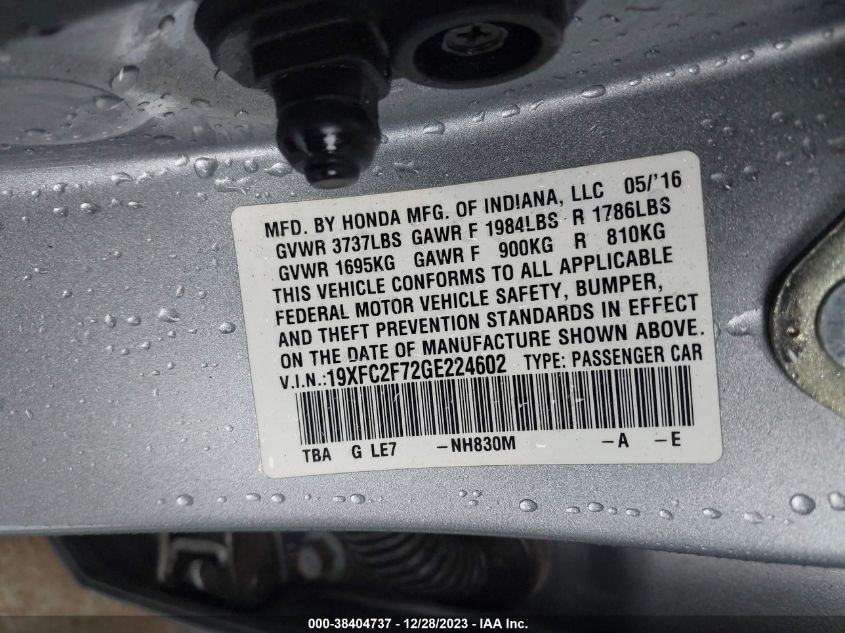 MFD. BY HONDA MFG. OF INDIANA, LLC 05/'16
GVWR 3737LBS GAWR F 1984LBS R 1786LBS
GVWR 1695KG GAWR F 900KG R 810KG
THIS VEHICLE CONFORMS TO ALL APPLICABLE
FEDERAL MOTOR VEHICLE SAFETY, BUMPER,
AND THEFT PREVENTION STANDARDS IN EFFECT
ON THE DATE OF MANUFACTURE SHOWN ABOVE.
V.I.N.:19XFC2F72GE224602 TYPE: PASSENGER CAR
TBA G LE7 -NH830M -A -E
000-38404737 - 12/28/2023 - IAA Inc.